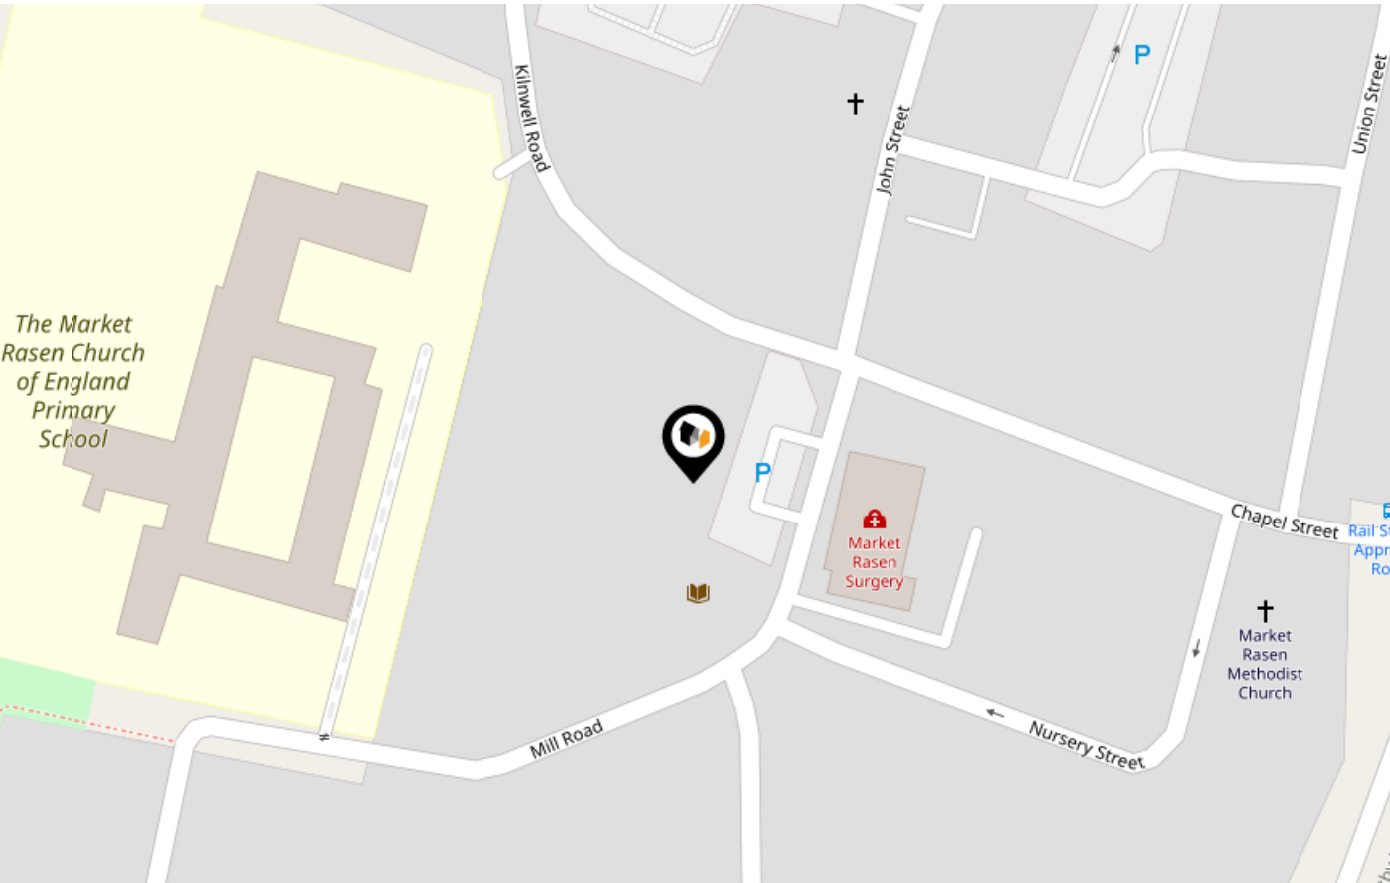 P
Kilnwell Road
John Street
Union Street
The Market
Rasen Church
of England
Primary
School
P
Market
Rasen
Surgery
Chapel Street
Rail St
Appr
Ro
Market
Rasen
Methodist
Church
Mill Road
Nursery Street